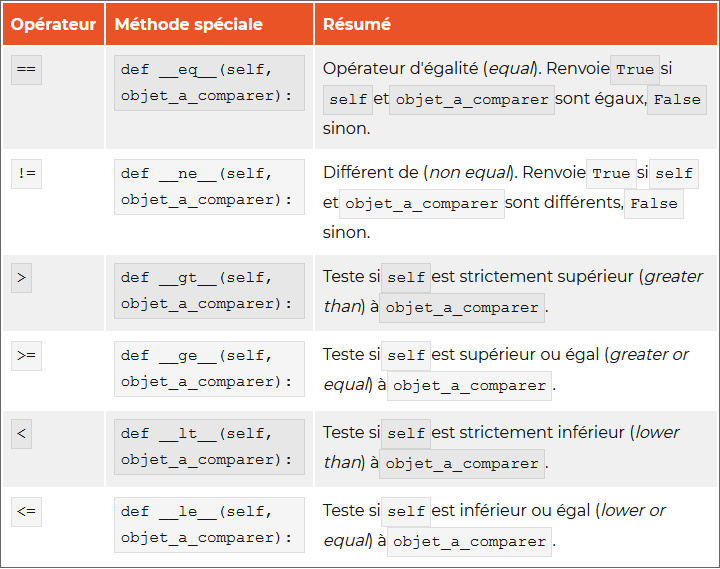 Opérateur Méthode spéciale Résumé
== def __eq__(self, objet_a_comparer): Opérateur d'égalité (equal). Renvoie True si
self et objet_a_comparer sont égaux, False
sinon.
!= def __ne__(self, objet_a_comparer): Différent de (non equal). Renvoie True si self
et objet_a_comparer sont différents, False
sinon.
> def __gt__(self, objet_a_comparer): Teste si self est strictement supérieur (greater
than) à objet_a_comparer.
>= def __ge__(self, objet_a_comparer): Teste si self est supérieur ou égal (greater or
equal) à objet_a_comparer.
< def __lt__(self, objet_a_comparer): Teste si self est strictement inférieur (lower
than) à objet_a_comparer.
<= def __le__(self, objet_a_comparer): Teste si self est inférieur ou égal (lower or
equal) à objet_a_comparer.